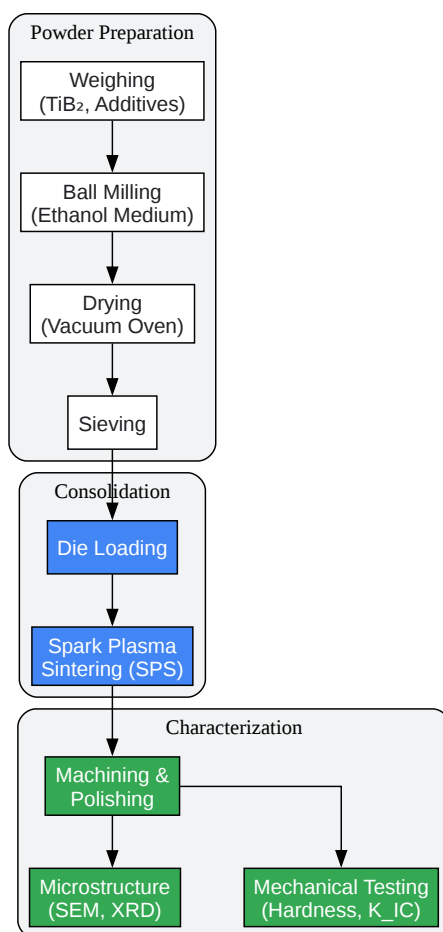 Powder Preparation
Weighing
(TiB₂, Additives)
Ball Milling
(Ethanol Medium)
Drying
(Vacuum Oven)
Sieving
Consolidation
Die Loading
Spark Plasma
Sintering (SPS)
Characterization
Machining &
Polishing
Microstructure
(SEM, XRD)
Mechanical Testing
(Hardness, K_IC)